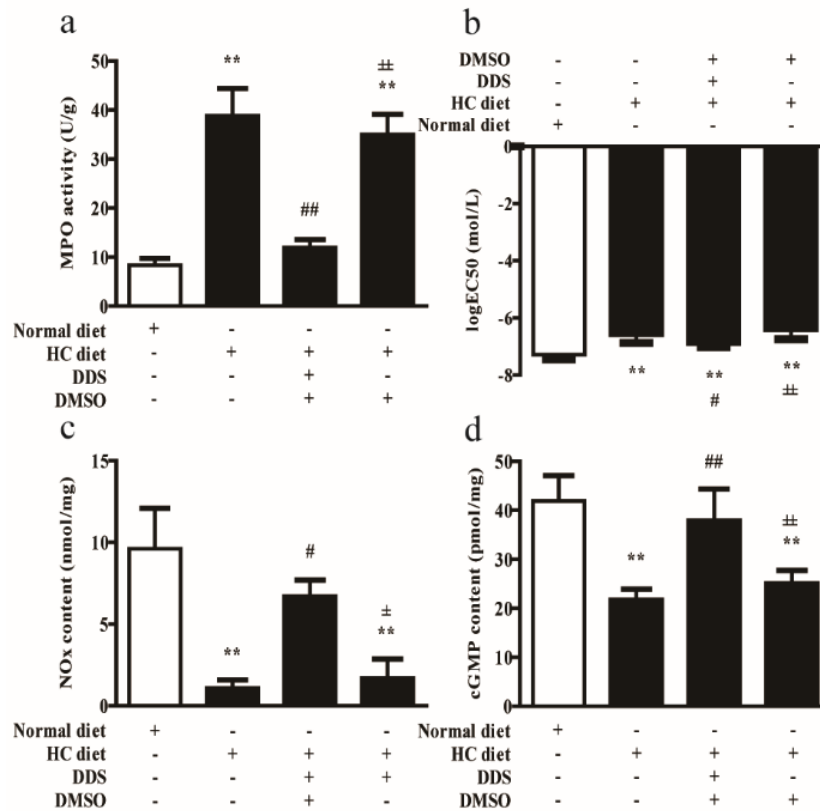 a
MPO activity (U/g)
50
40
30
20
10
0
**
##
‡‡
**
Normal diet + - - -
HC diet - + + +
DDS - - + -
DMSO - - + +
b
DMSO - - + +
DDS - - + -
HC diet - + + +
Normal diet + - - -
logEC50 (mol/L)
0
-2
-4
-6
-8
** ** **
# ‡‡
c
NOx content (nmol/mg)
15
10
5
0
**
#
‡
**
Normal diet + - - -
HC diet - + + +
DDS - - + +
DMSO - - + -
d
cGMP content (pmol/mg)
50
40
30
20
10
0
**
##
‡‡
**
Normal diet + - - -
HC diet - + + +
DDS - - + -
DMSO - - + +